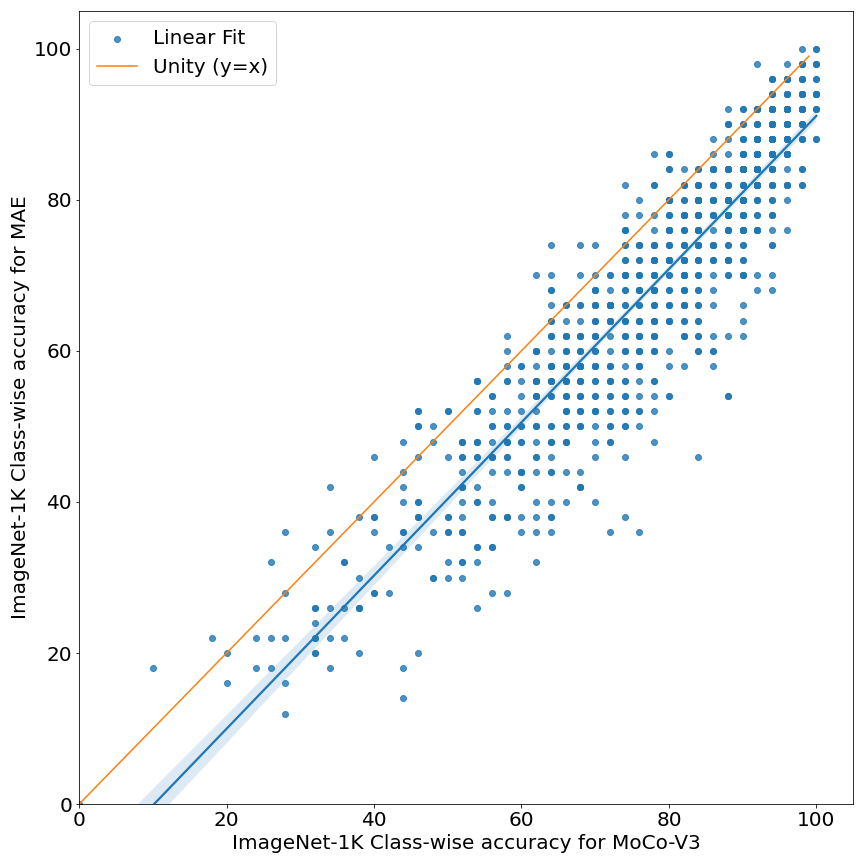 Linear Fit
Unity (y=x)
100
80
60
40
20
0
ImageNet-1K Class-wise accuracy for MAE
0 20 40 60 80 100
ImageNet-1K Class-wise accuracy for MoCo-V3